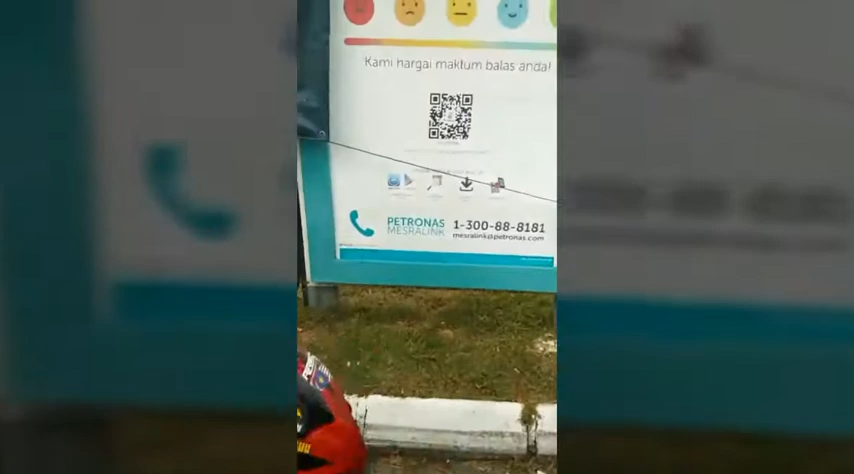 Kami hargai maklum balas anda!
PETRONAS
MESRALINK
1-300-88-8181
mesralink@petronas.com